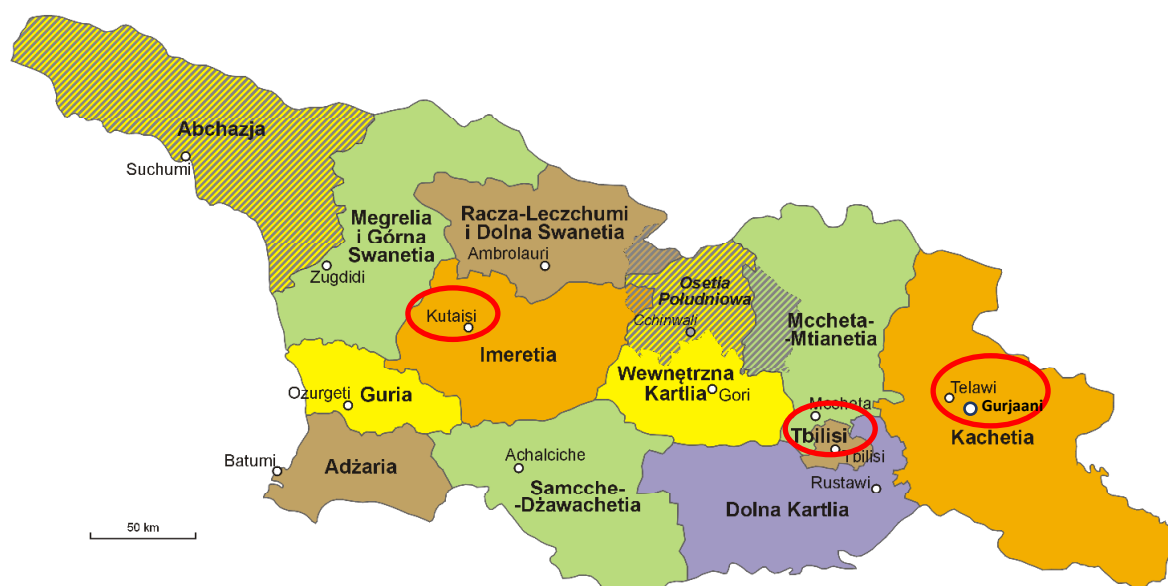 Abchazja
Suchumi
Megrelia
i Górna
Swanetia
Zugdidi
Racza-Leczchumi
i Dolna Swanetia
Ambrolauri
Kutaisi
Imeretia
Osetia
Południowa
Cchinwali
Mccheta-
-Mtianetia
Wewnętrzna
Kartlia
Gori
Ozurgeti
Guria
Mccheta
Tbilisi
Tbilisi
Telawi
Gurjaani
Kachetia
Batumi
Adżaria
Achalciche
Samcche-
-Dżawachetia
Rustawi
Dolna Kartlia
50 km